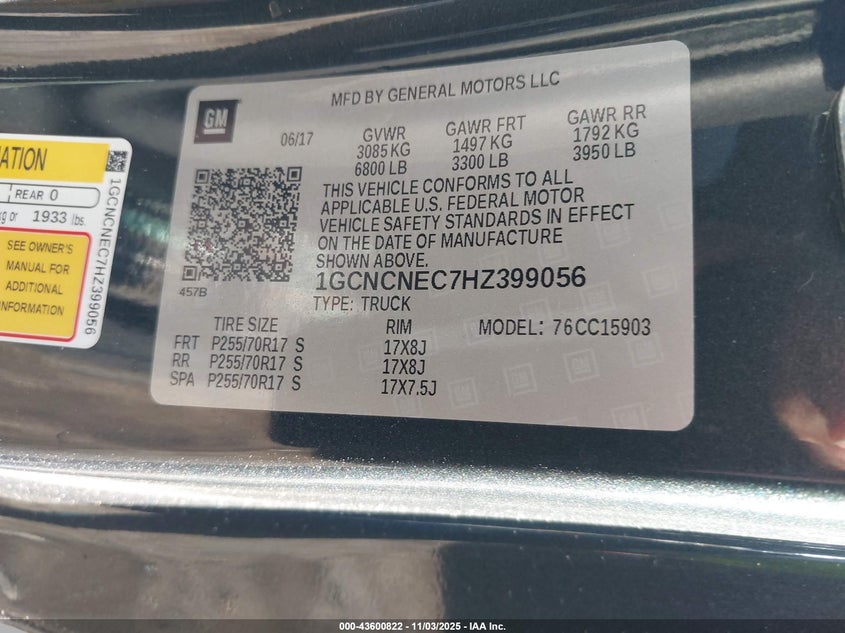 MATION
REAR 0
kg or 1933 lbs.
SEE OWNER'S
MANUAL FOR
ADDITIONAL
INFORMATION
1GCNCNEC7HZ399056
GM
MFD BY GENERAL MOTORS LLC
06/17
GVWR
3085 KG
6800 LB
GAWR FRT
1497 KG
3300 LB
GAWR RR
1792 KG
3950 LB
THIS VEHICLE CONFORMS TO ALL
APPLICABLE U.S. FEDERAL MOTOR
VEHICLE SAFETY STANDARDS IN EFFECT
ON THE DATE OF MANUFACTURE
SHOWN ABOVE.
457B
1GCNCNEC7HZ399056
TYPE: TRUCK
TIRE SIZE RIM MODEL: 76CC15903
FRT P255/70R17 S 17X8J
RR P255/70R17 S 17X8J
SPA P255/70R17 S 17X7.5J
000-43600822 - 11/03/2025 - IAA Inc.